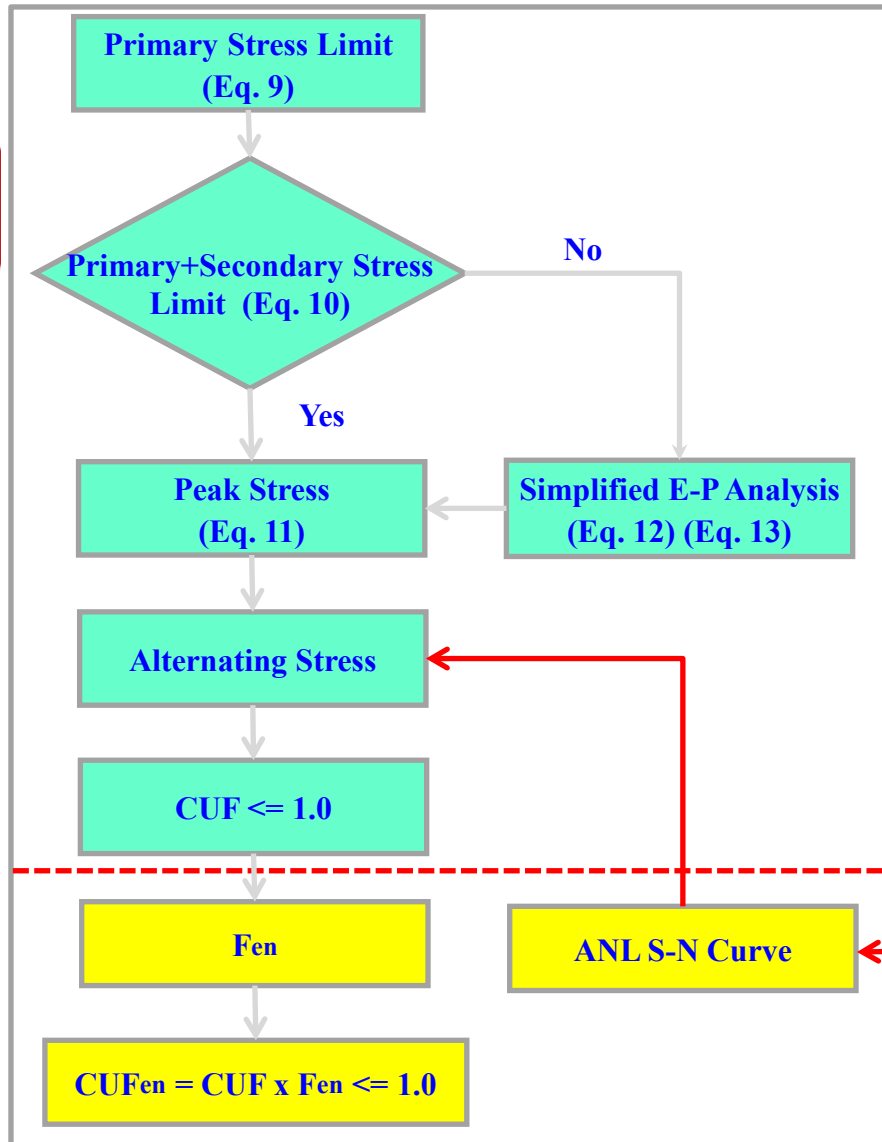 Primary Stress Limit
(Eq. 9)
Primary+Secondary Stress
Limit (Eq. 10)
No
Yes
Peak Stress
(Eq. 11)
Simplified E-P Analysis
(Eq. 12) (Eq. 13)
Alternating Stress
CUF <= 1.0
Fen
ANL S-N Curve
CUFen = CUF x Fen <= 1.0